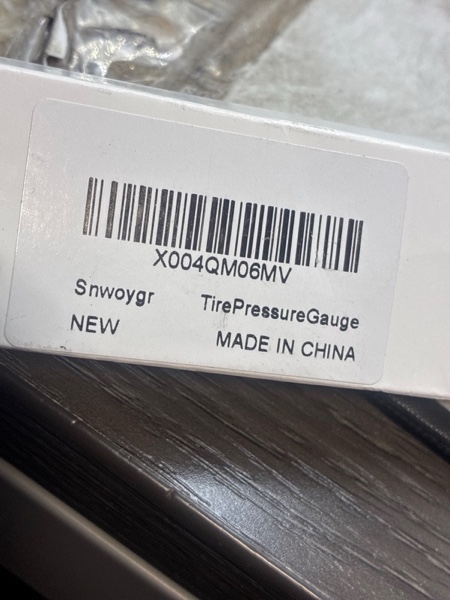 X004QM06MV
Snwoygr TirePressureGauge
NEW MADE IN CHINA